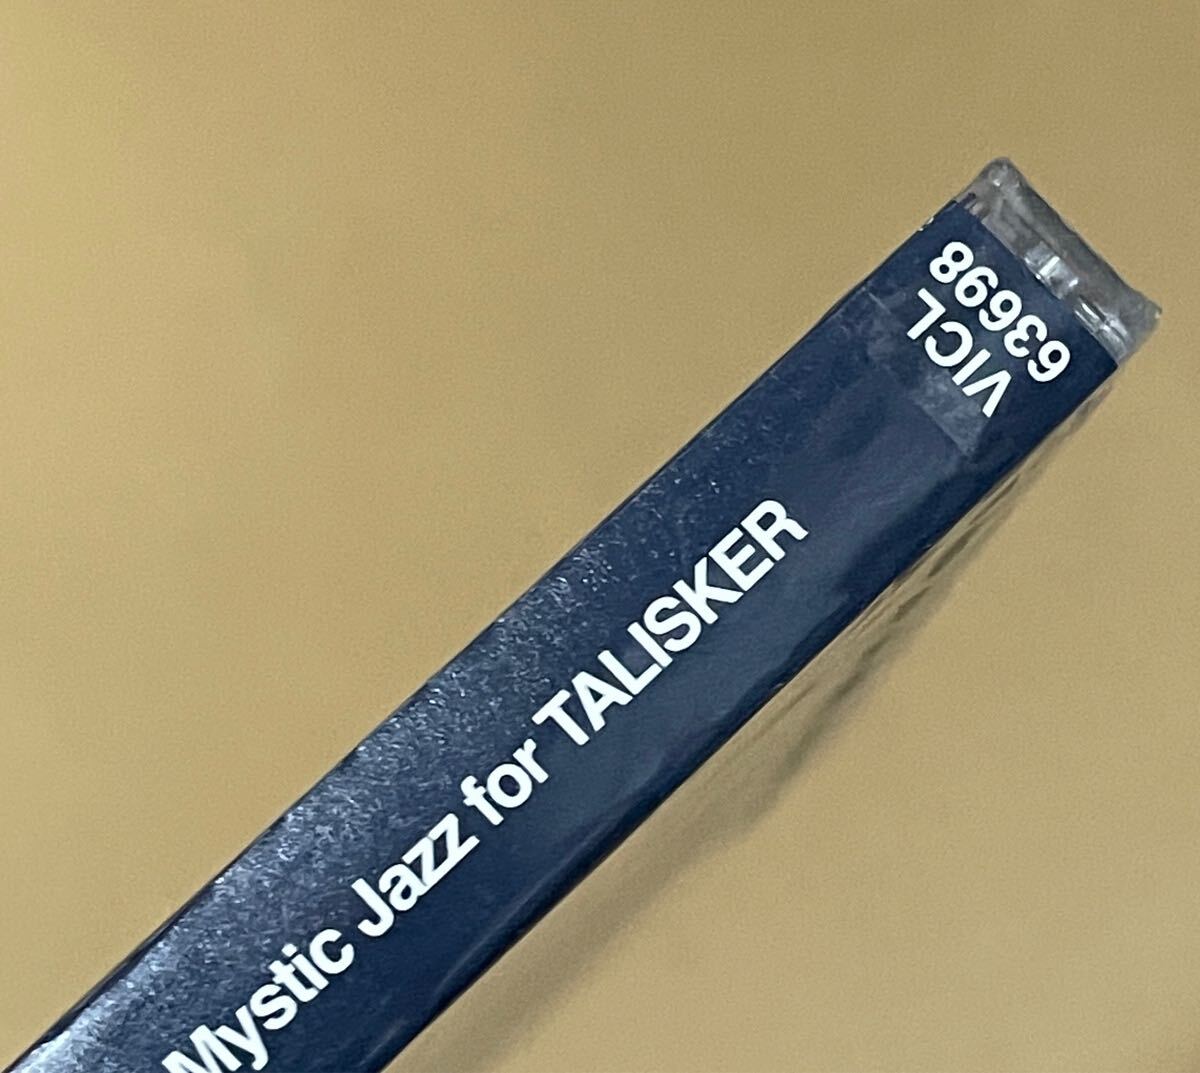 Mystic Jazz for TALISKER
VICL
63698